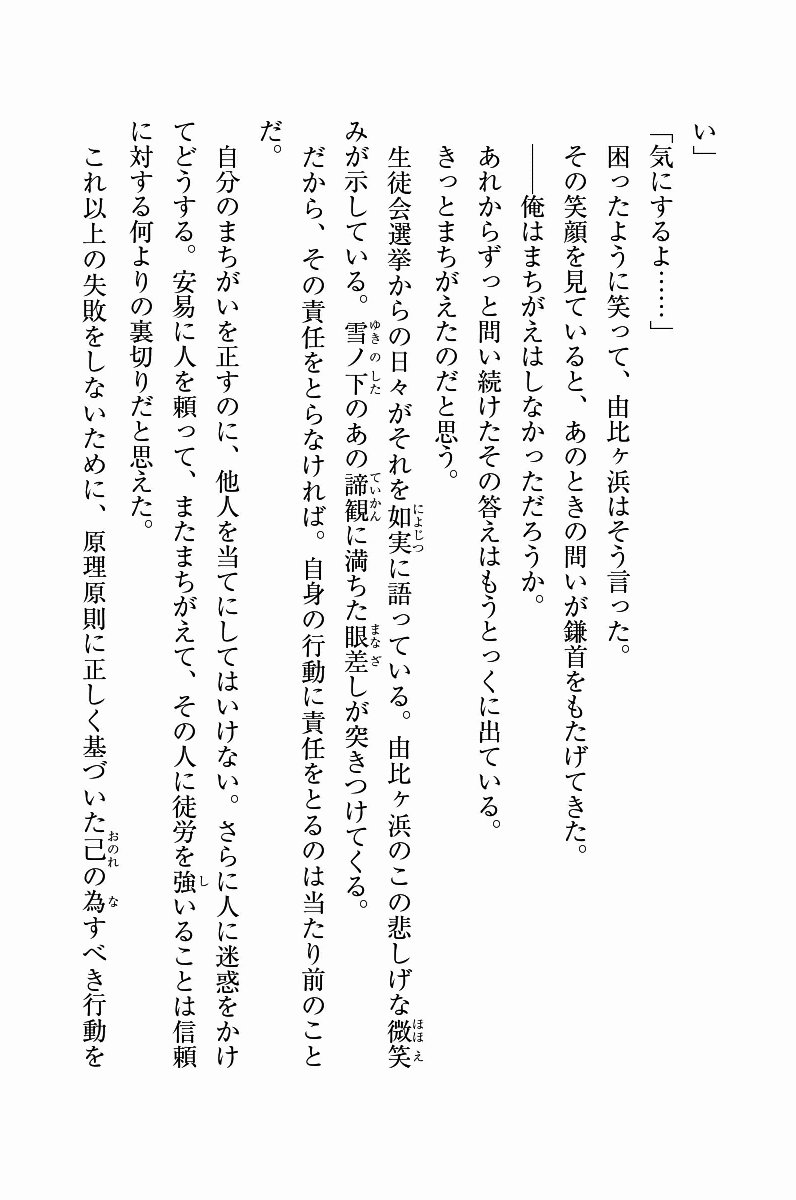 い」
「気にするよ……」
困ったように笑って、由比ヶ浜はそう言った。
その笑顔を見ていると、あのときの問いが鎌首をもたげてきた。
――俺はまちがえはしなかっただろうか。
あれからずっと問い続けたその答えはもうとっくに出ている。
きっとまちがえたのだと思う。
生徒会選挙からの日々がそれを如実に語っている。由比ヶ浜のこの悲しげな微笑
みが示している。雪ノ下のあの諦観に満ちた眼差しが突きつけてくる。
だから、その責任をとらなければ。自身の行動に責任をとるのは当たり前のこと
だ。
自分のまちがいを正すのに、他人を当てにしてはいけない。さらに人に迷惑をかけ
てどうする。安易に人を頼って、またまちがえて、その人に徒労を強いることは信頼
に対する何よりの裏切りだと思えた。
これ以上の失敗をしないために、原理原則に正しく基づいた己の為すべき行動を